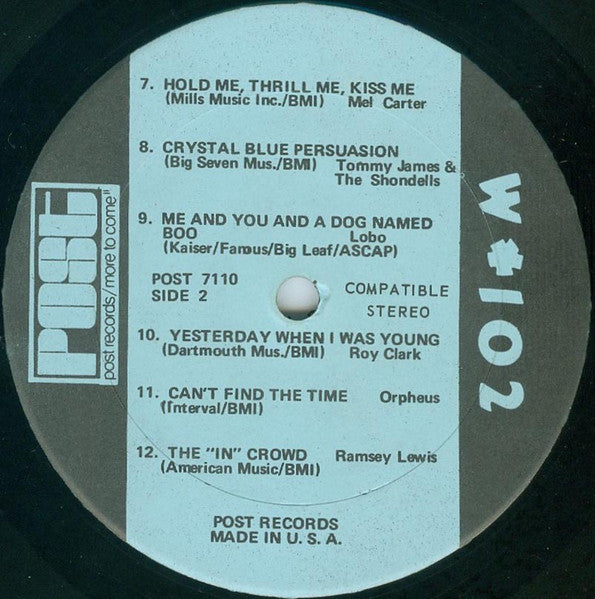 7. HOLD ME, THRILL ME, KISS ME
(Mills Music Inc./BMI) Mel Carter
8. CRYSTAL BLUE PERSUASION
(Big Seven Mus./BMI) Tommy James &
The Shondells
9. ME AND YOU AND A DOG NAMED
BOO Lobo
(Kaiser/Famous/Big Leaf/ASCAP)
POST 7110
SIDE 2
COMPATIBLE
STEREO
10. YESTERDAY WHEN I WAS YOUNG
(Dartmouth Mus./BMI) Roy Clark
11. CAN'T FIND THE TIME Orpheus
(Interval/BMI)
12. THE "IN" CROWD Ramsey Lewis
(American Music/BMI)
POST RECORDS
MADE IN U. S. A.
POST
post records/more to come"
W*102